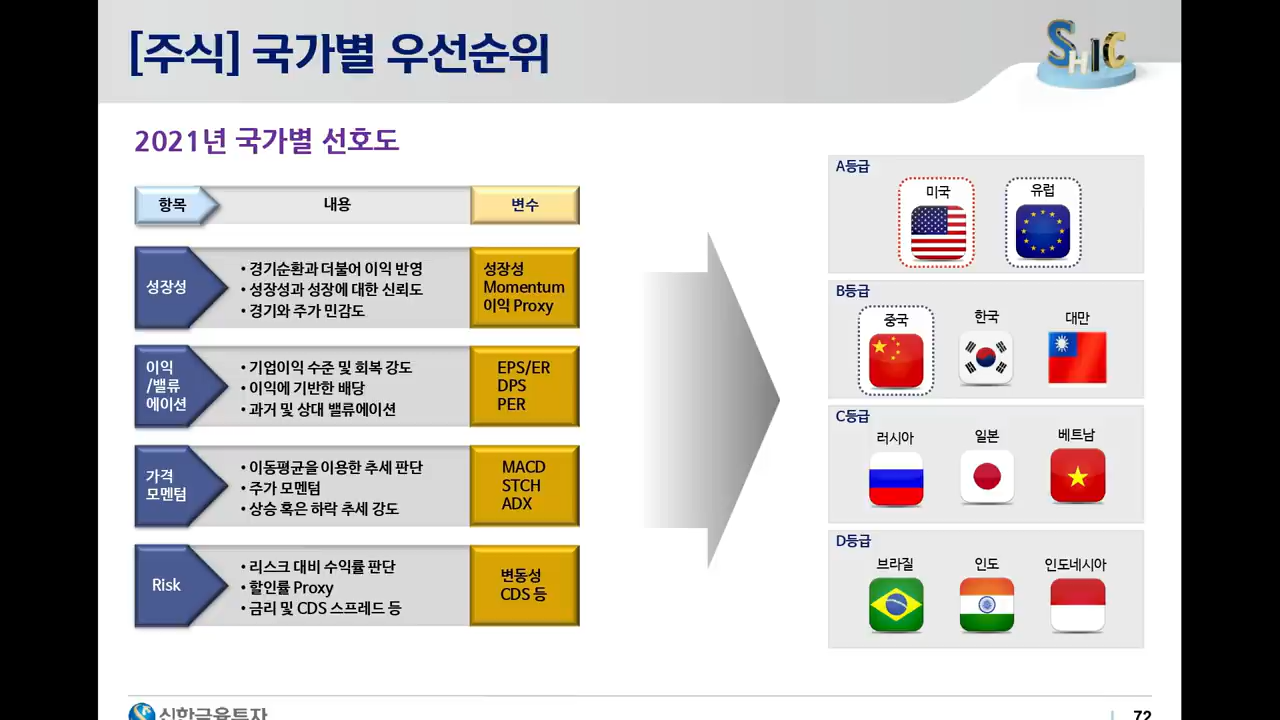 [주식] 국가별 우선순위
SHIC
2021년 국가별 선호도
항목
내용
변수
성장성
• 경기순환과 더불어 이익 반영
• 성장성과 성장에 대한 신뢰도
• 경기와 주가 민감도
성장성
Momentum
이익 Proxy
이익
/밸류
에이션
• 기업이익 수준 및 회복 강도
• 이익에 기반한 배당
• 과거 및 상대 밸류에이션
EPS/ER
DPS
PER
가격
모멘텀
• 이동평균을 이용한 추세 판단
• 주가 모멘텀
• 상승 혹은 하락 추세 강도
MACD
STCH
ADX
Risk
• 리스크 대비 수익률 판단
• 할인률 Proxy
• 금리 및 CDS 스프레드 등
변동성
CDS 등
A등급
미국
유럽
B등급
중국
한국
대만
C등급
러시아
일본
베트남
D등급
브라질
인도
인도네시아
신한금융투자
72